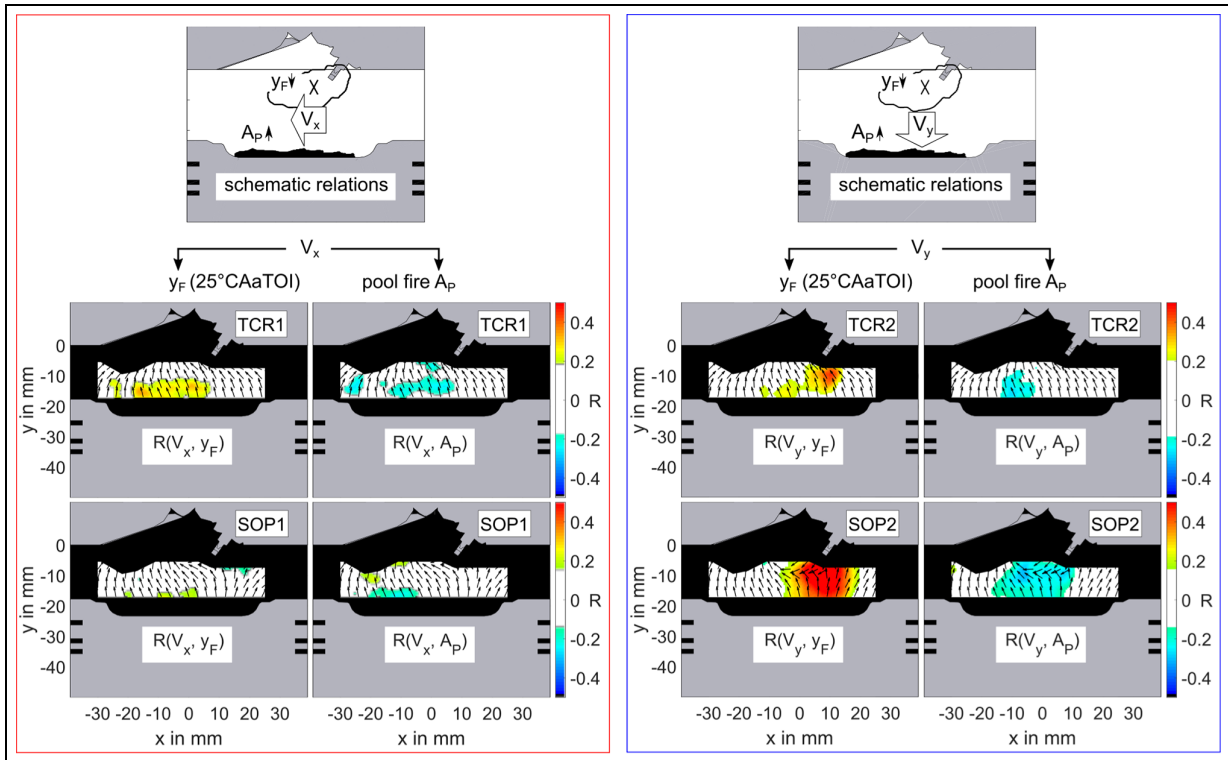 y_F
X
V_x
A_P
schematic relations
V_x
y_F (25°CAaTOI)
pool fire A_P
TCR1
TCR1
0
-10
-20
-30
-40
y in mm
R(V_x, y_F)
R(V_x, A_P)
0.4
0.2
0 R
-0.2
-0.4
SOP1
SOP1
0
-10
-20
-30
-40
y in mm
R(V_x, y_F)
R(V_x, A_P)
0.4
0.2
0 R
-0.2
-0.4
-30 -20 -10 0 10 20 30
x in mm
-30 -20 -10 0 10 20 30
x in mm
y_F
X
V_y
A_P
schematic relations
V_y
y_F (25°CAaTOI)
pool fire A_P
TCR2
TCR2
0
-10
-20
-30
-40
y in mm
R(V_y, y_F)
R(V_y, A_P)
0.4
0.2
0 R
-0.2
-0.4
SOP2
SOP2
0
-10
-20
-30
-40
y in mm
R(V_y, y_F)
R(V_y, A_P)
0.4
0.2
0 R
-0.2
-0.4
-30 -20 -10 0 10 20 30
x in mm
-30 -20 -10 0 10 20 30
x in mm